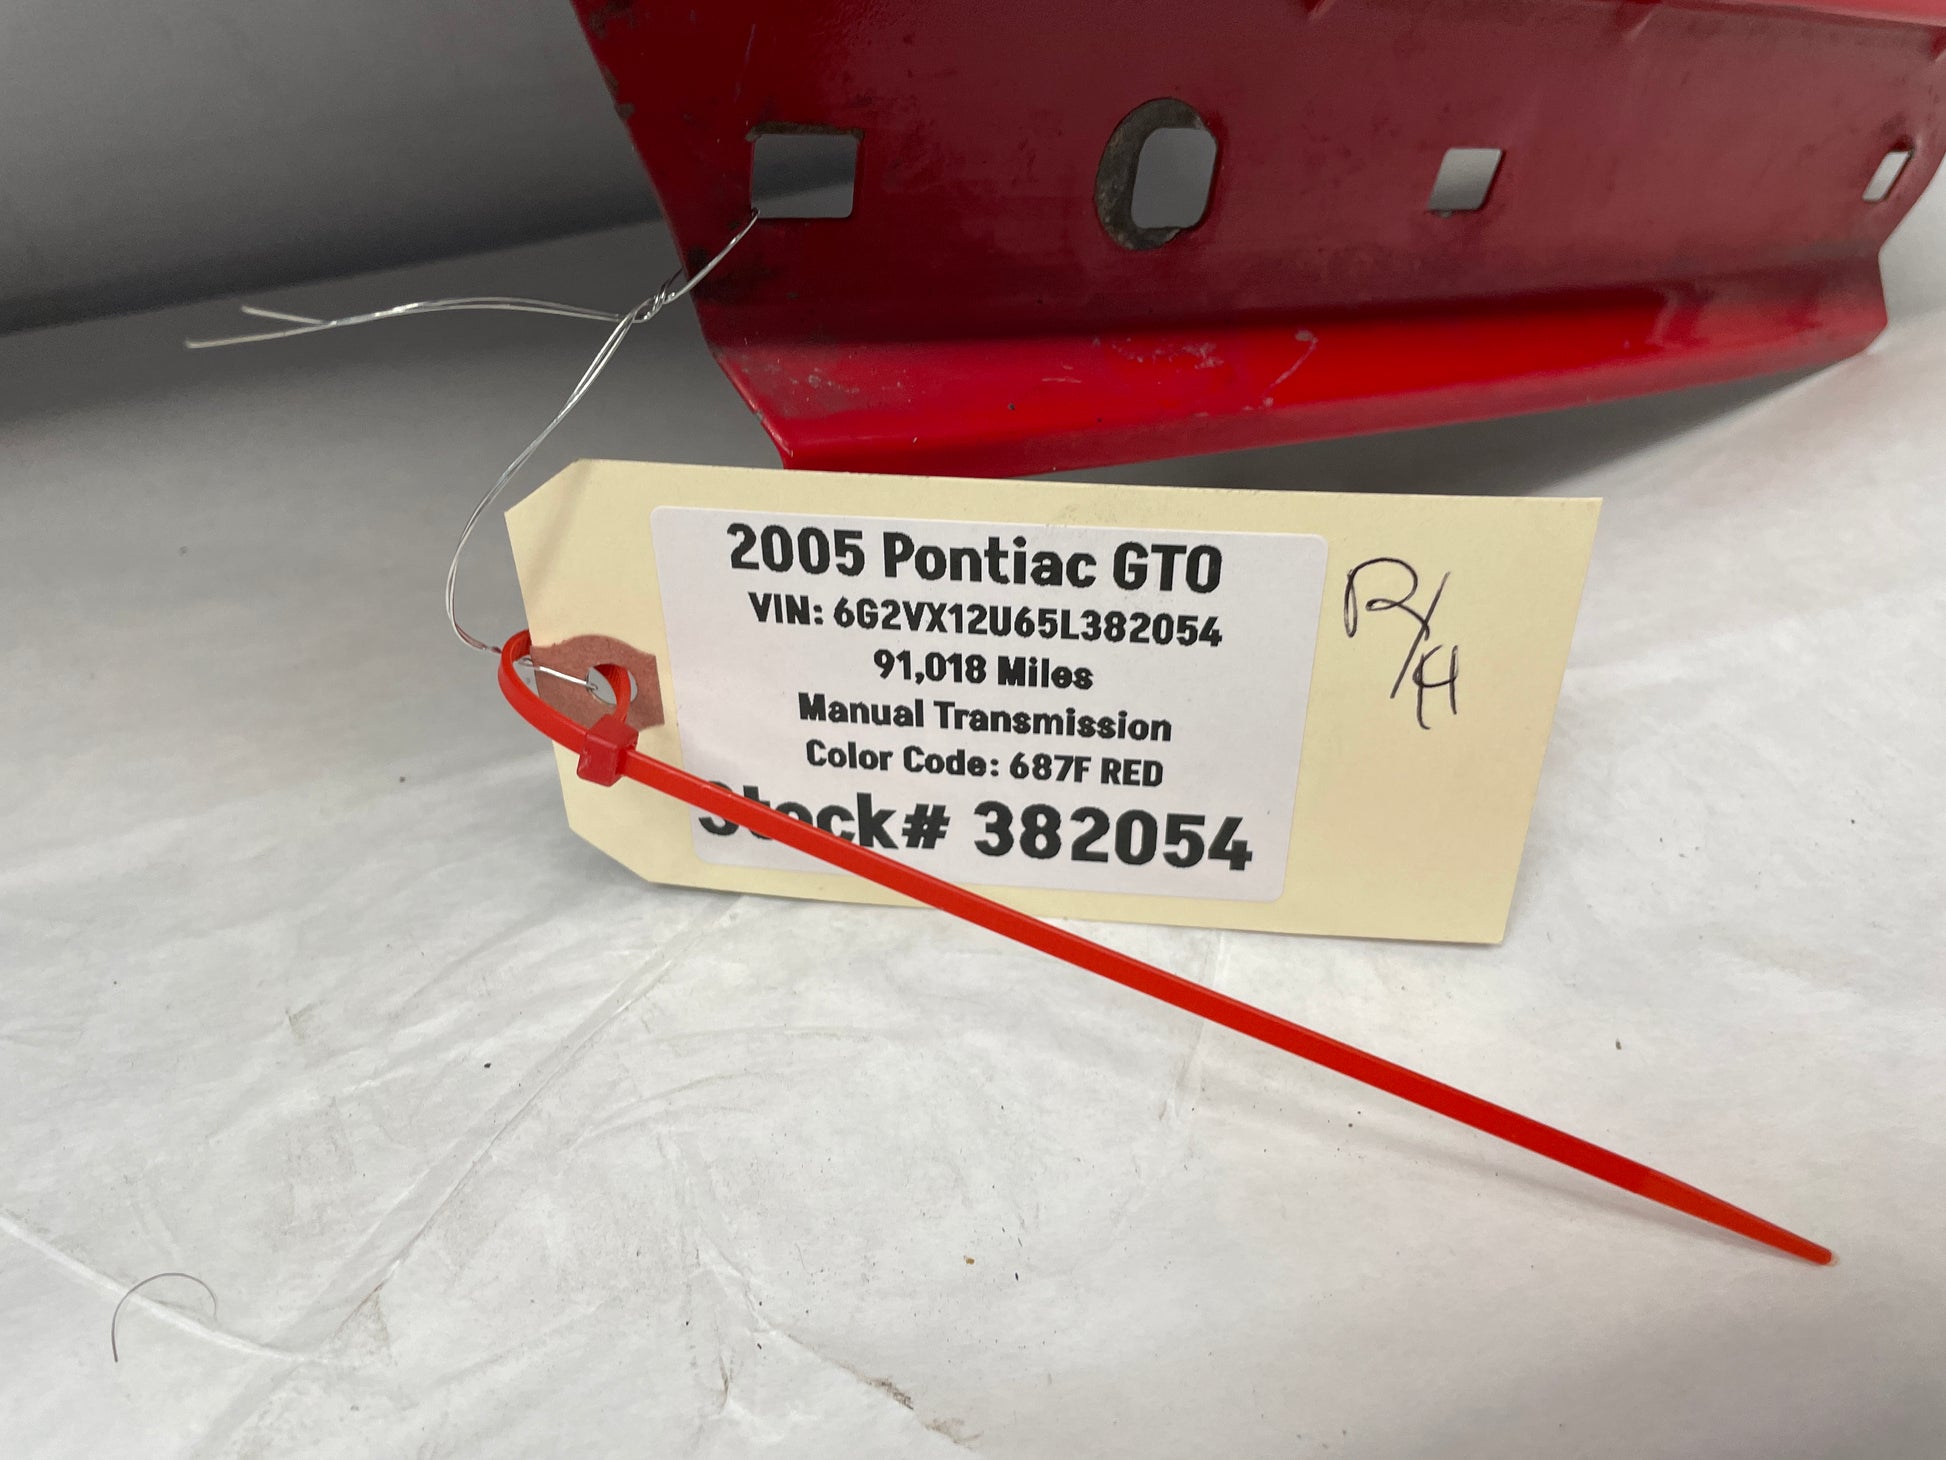 2005 Pontiac GTO
VIN: 6G2VX12U65L382054
91,018 Miles
Manual Transmission
Color Code: 687F RED
Stock# 382054
R/H